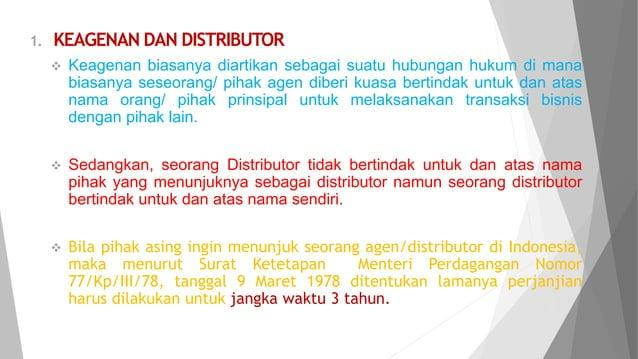 1. KEAGENAN DAN DISTRIBUTOR
❖ Keagenan biasanya diartikan sebagai suatu hubungan hukum di mana
biasanya seseorang/ pihak agen diberi kuasa bertindak untuk dan atas
nama orang/ pihak prinsipal untuk melaksanakan transaksi bisnis
dengan pihak lain.
❖ Sedangkan, seorang Distributor tidak bertindak untuk dan atas nama
pihak yang menunjuknya sebagai distributor namun seorang distributor
bertindak untuk dan atas nama sendiri.
❖ Bila pihak asing ingin menunjuk seorang agen/distributor di Indonesia,
maka menurut Surat Ketetapan Menteri Perdagangan Nomor
77/Kp/III/78, tanggal 9 Maret 1978 ditentukan lamanya perjanjian
harus dilakukan untuk jangka waktu 3 tahun.